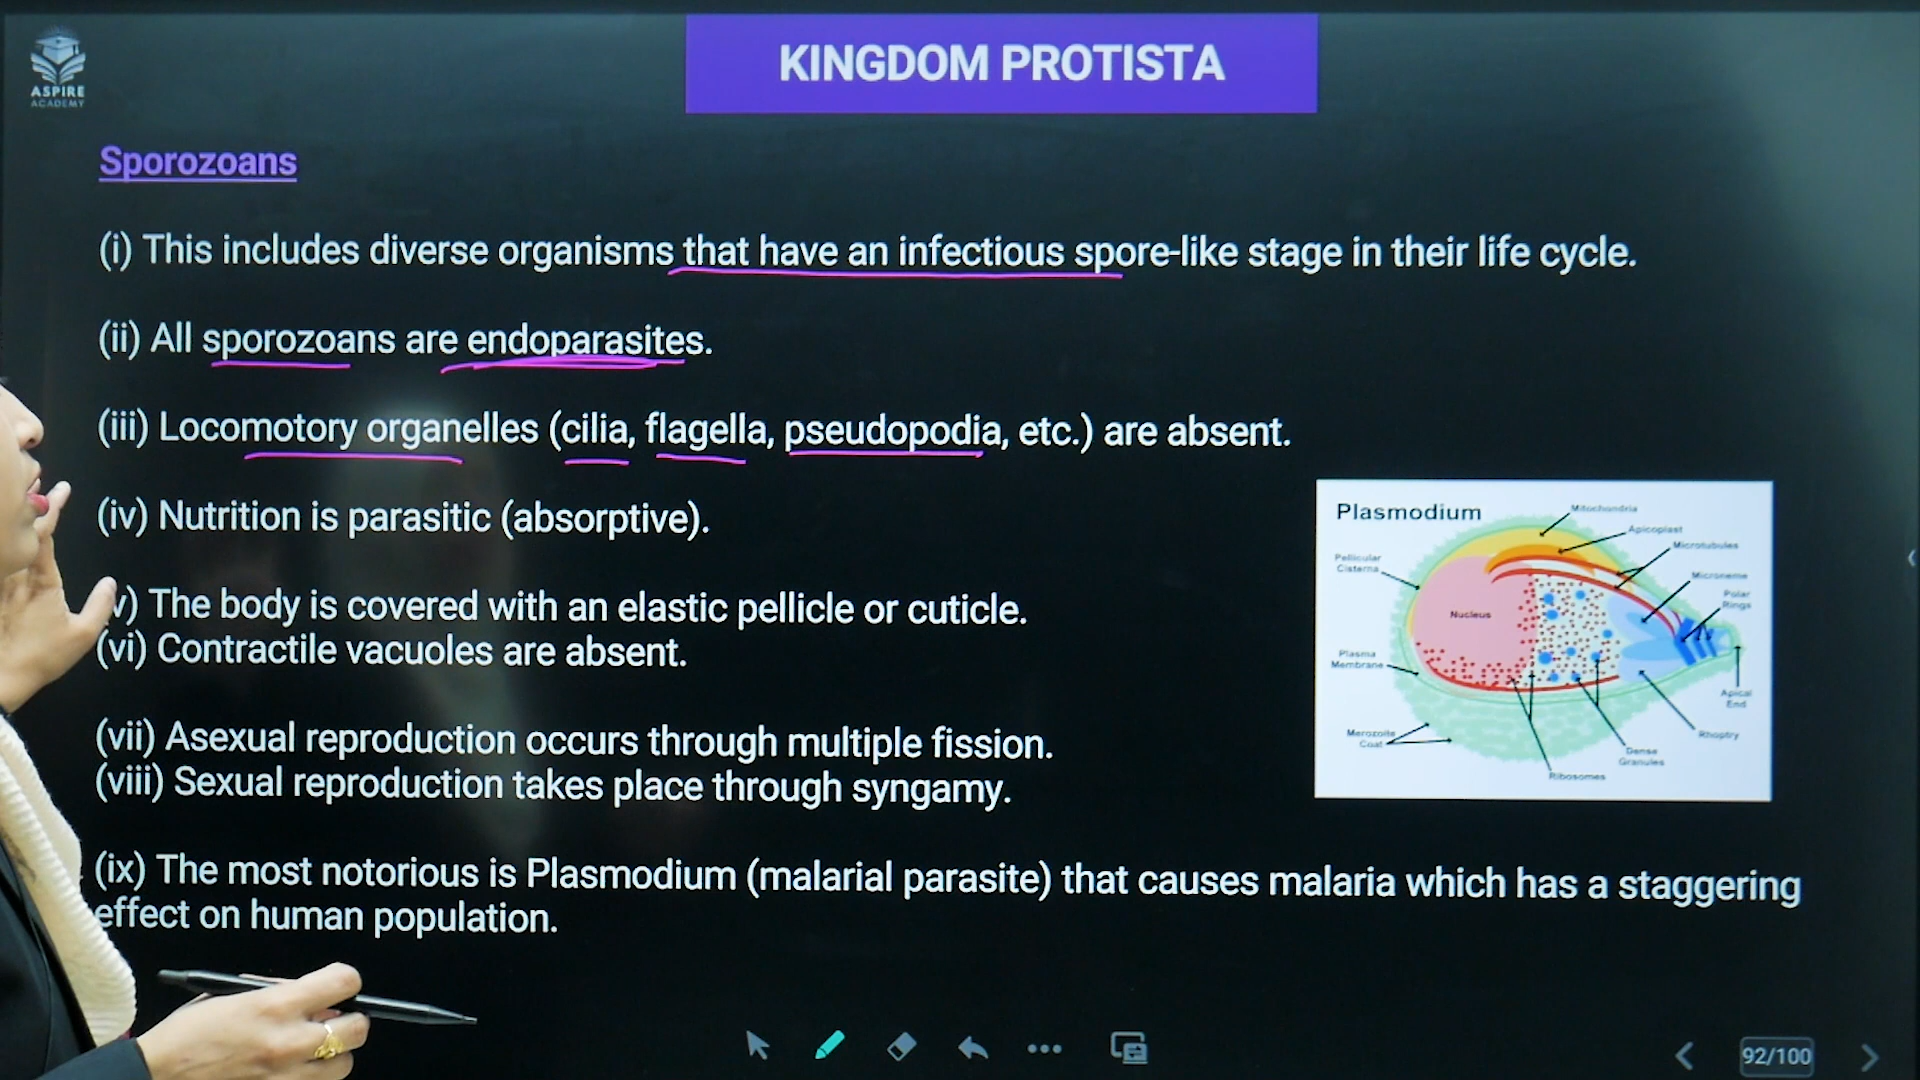 ASPIRE
ACADEMY
KINGDOM PROTISTA
Sporozoans
(i) This includes diverse organisms that have an infectious spore-like stage in their life cycle.
(ii) All sporozoans are endoparasites.
(iii) Locomotory organelles (cilia, flagella, pseudopodia, etc.) are absent.
(iv) Nutrition is parasitic (absorptive).
v) The body is covered with an elastic pellicle or cuticle.
(vi) Contractile vacuoles are absent.
(vii) Asexual reproduction occurs through multiple fission.
(viii) Sexual reproduction takes place through syngamy.
(ix) The most notorious is Plasmodium (malarial parasite) that causes malaria which has a staggering
effect on human population.
Plasmodium
Mitochondria
Apicoplast
Microtubules
Pellicular
Cisterna
Microneme
Polar
Rings
Nucleus
Plasma
Membrane
Apical
End
Merozoite
Coat
Rhoptry
Dense
Granules
Ribosomes
92/100